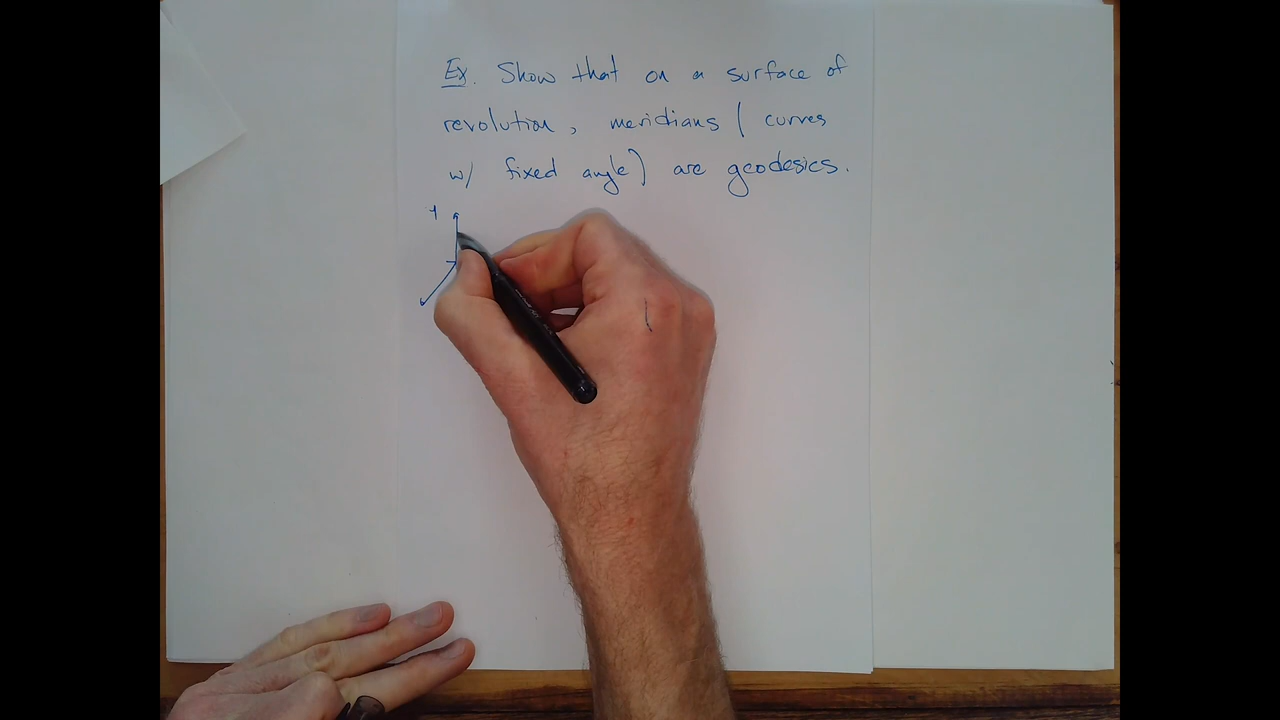 Ex. Show that on a surface of
revolution, meridians ( curves
w/ fixed angle) are geodesics.